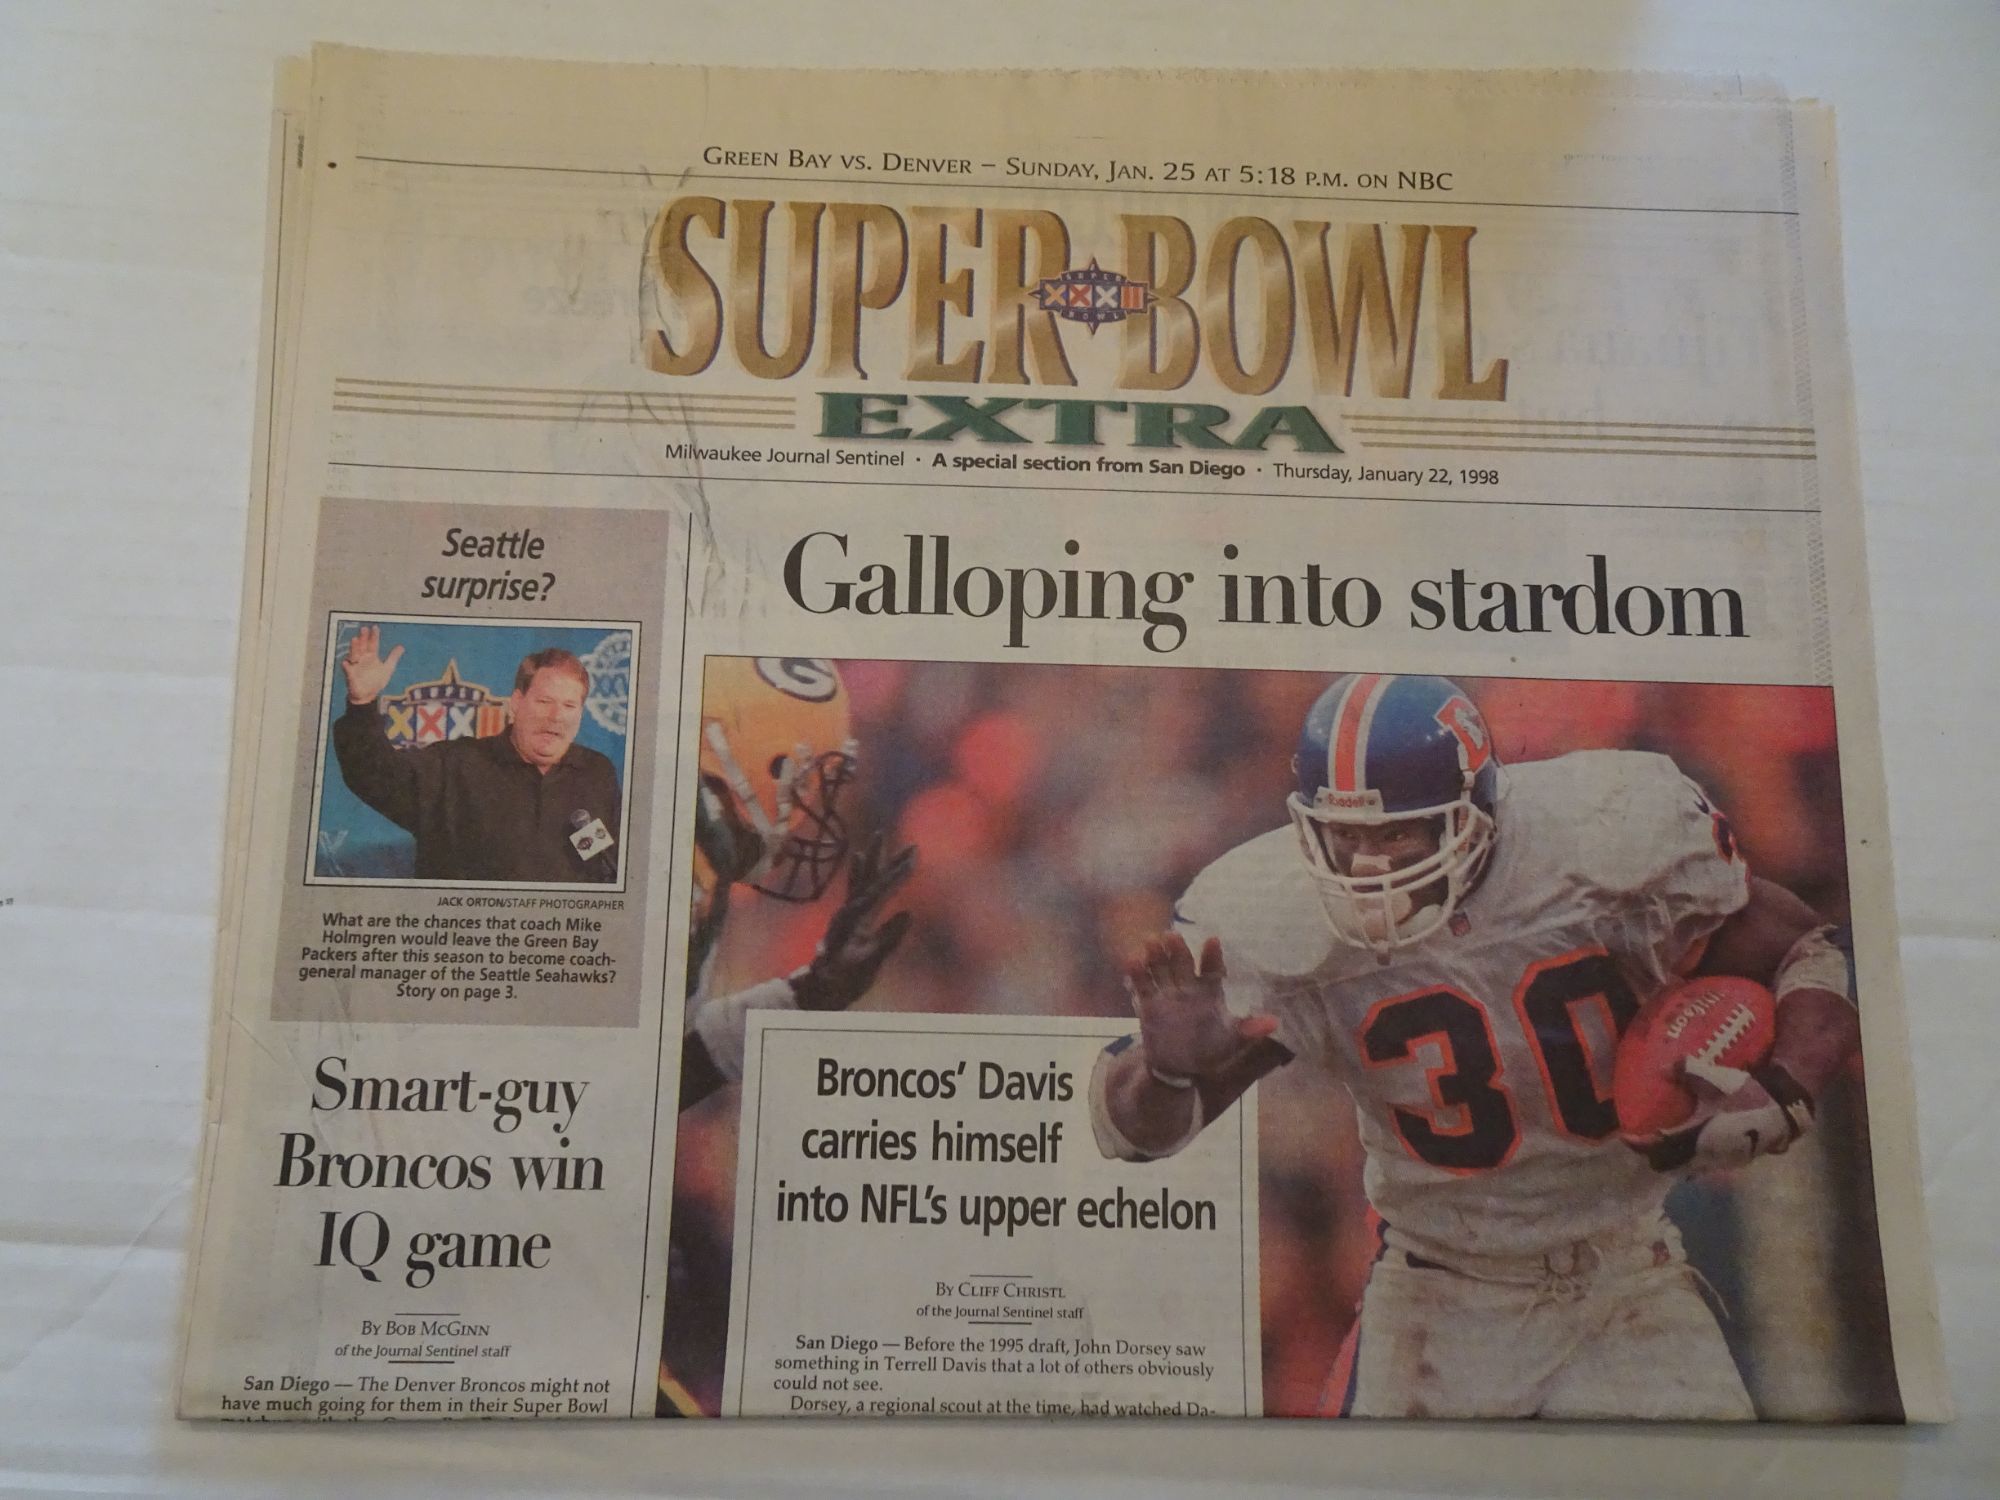 GREEN BAY VS. DENVER – SUNDAY, JAN. 25 AT 5:18 P.M. ON NBC
SUPER BOWL
SUPER
XXXII
BOWL
EXTRA
Milwaukee Journal Sentinel · A special section from San Diego · Thursday, January 22, 1998
Seattle
surprise?
SUPER
XXXII
JACK ORTON/STAFF PHOTOGRAPHER
What are the chances that coach Mike
Holmgren would leave the Green Bay
Packers after this season to become coach-
general manager of the Seattle Seahawks?
Story on page 3.
Smart-guy
Broncos win
IQ game
BY BOB MCGINN
of the Journal Sentinel staff
San Diego — The Denver Broncos might not
have much going for them in their Super Bowl
Galloping into stardom
G
Riddell
30
Wilson
Broncos' Davis
carries himself
into NFL's upper echelon
BY CLIFF CHRISTL
of the Journal Sentinel staff
San Diego — Before the 1995 draft, John Dorsey saw
something in Terrell Davis that a lot of others obviously
could not see.
Dorsey, a regional scout at the time, had watched Da-